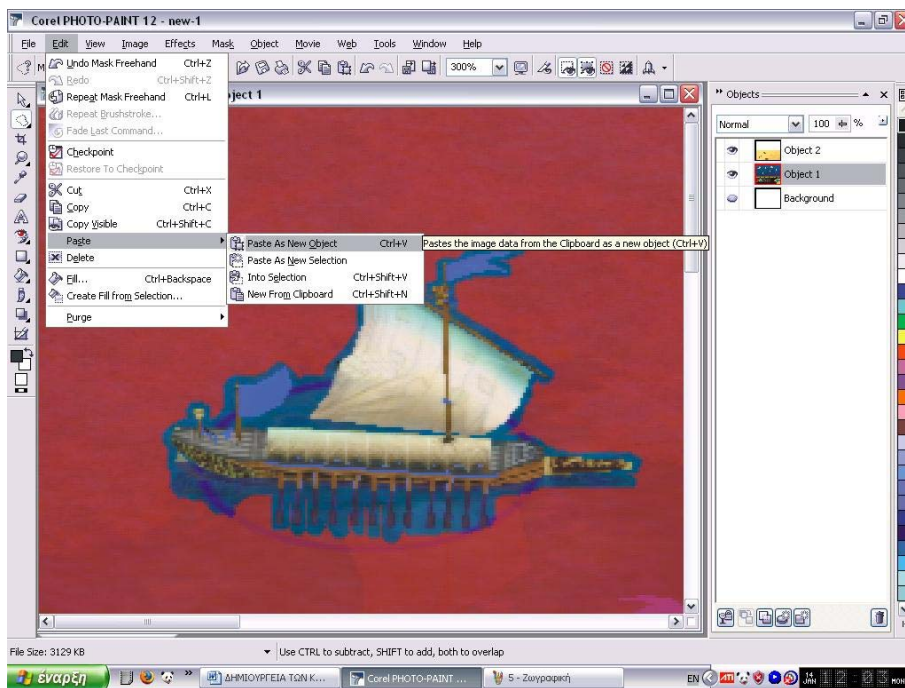 Corel PHOTO-PAINT 12 - new-1
File Edit View Image Effects Mask Object Movie Web Tools Window Help
300%
Undo Mask Freehand Ctrl+Z
Redo Ctrl+Shift+Z
Repeat Mask Freehand Ctrl+L
Repeat Brushstroke...
Fade Last Command...
Checkpoint
Restore To Checkpoint
Cut Ctrl+X
Copy Ctrl+C
Copy Visible Ctrl+Shift+C
Paste
Delete
Fill... Ctrl+Backspace
Create Fill from Selection...
Purge
Paste As New Object Ctrl+V
Paste As New Selection
Into Selection Ctrl+Shift+V
New From Clipboard Ctrl+Shift+N
Pastes the image data from the Clipboard as a new object (Ctrl+V)
ject 1
Objects
Normal 100 %
Object 2
Object 1
Background
File Size: 3129 KB
Use CTRL to subtract, SHIFT to add, both to overlap
έναρξη
ΔΗΜΙΟΥΡΓΕΙΑ ΤΩΝ Κ...
Corel PHOTO-PAINT ...
5 - Ζωγραφική
EN
ATI
14 JAN
MON